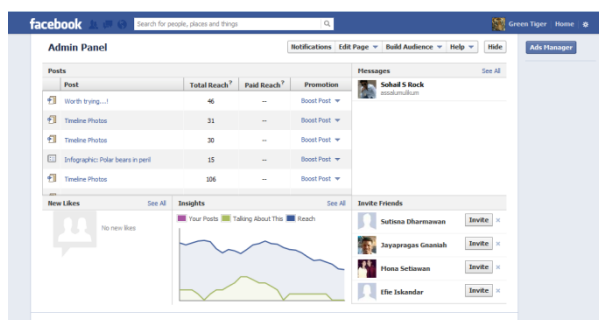 facebook Search for people, places and things Green Tiger Home
Admin Panel Notifications Edit Page Build Audience Help Hide Ads Manager
Posts
Post Total Reach? Paid Reach? Promotion
Worth trying...! 46 -- Boost Post
Timeline Photos 31 -- Boost Post
Timeline Photos 30 -- Boost Post
Infographic: Polar bears in peril 15 -- Boost Post
Timeline Photos 106 -- Boost Post
Messages See All
Sohail S Rock
assalumulikum
New Likes See All
No new likes
Insights See All
Your Posts Talking About This Reach
Invite Friends
Sutisna Dharmawan Invite ×
Jayapragas Gnaniah Invite ×
Mona Setiawan Invite ×
Efie Iskandar Invite ×